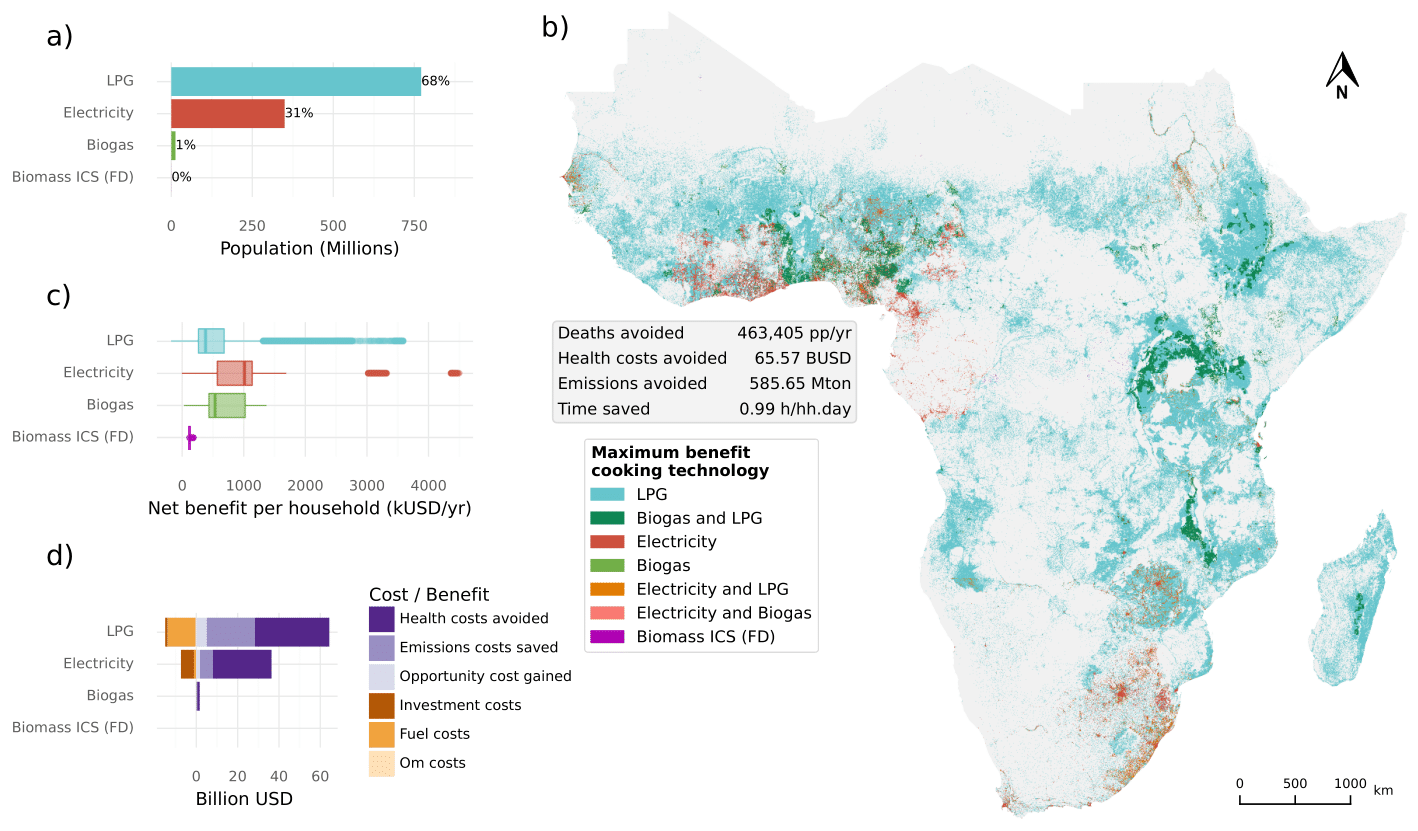 a)
LPG
68%
Electricity
31%
Biogas
1%
Biomass ICS (FD)
0%
0 250 500 750
Population (Millions)
c)
LPG
Electricity
Biogas
Biomass ICS (FD)
0 1000 2000 3000 4000
Net benefit per household (kUSD/yr)
d)
LPG
Electricity
Biogas
Biomass ICS (FD)
0 20 40 60
Billion USD
Cost / Benefit
Health costs avoided
Emissions costs saved
Opportunity cost gained
Investment costs
Fuel costs
Om costs
b)
N
Deaths avoided 463,405 pp/yr
Health costs avoided 65.57 BUSD
Emissions avoided 585.65 Mton
Time saved 0.99 h/hh.day
Maximum benefit
cooking technology
LPG
Biogas and LPG
Electricity
Biogas
Electricity and LPG
Electricity and Biogas
Biomass ICS (FD)
0 500 1000 km